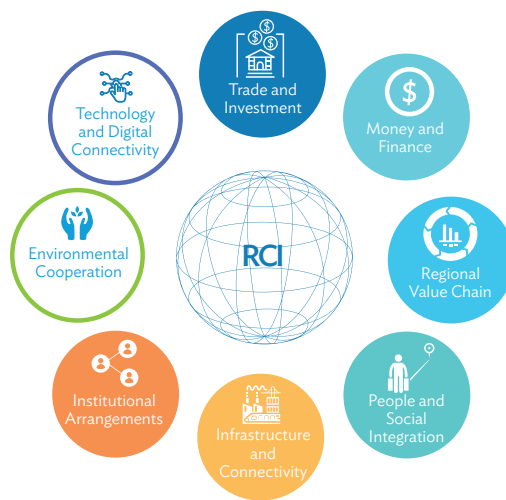 $ $
$
Trade and
Investment
$
Money and
Finance
Regional
Value Chain
People and
Social
Integration
Infrastructure
and
Connectivity
Institutional
Arrangements
Environmental
Cooperation
Technology
and Digital
Connectivity
RCI